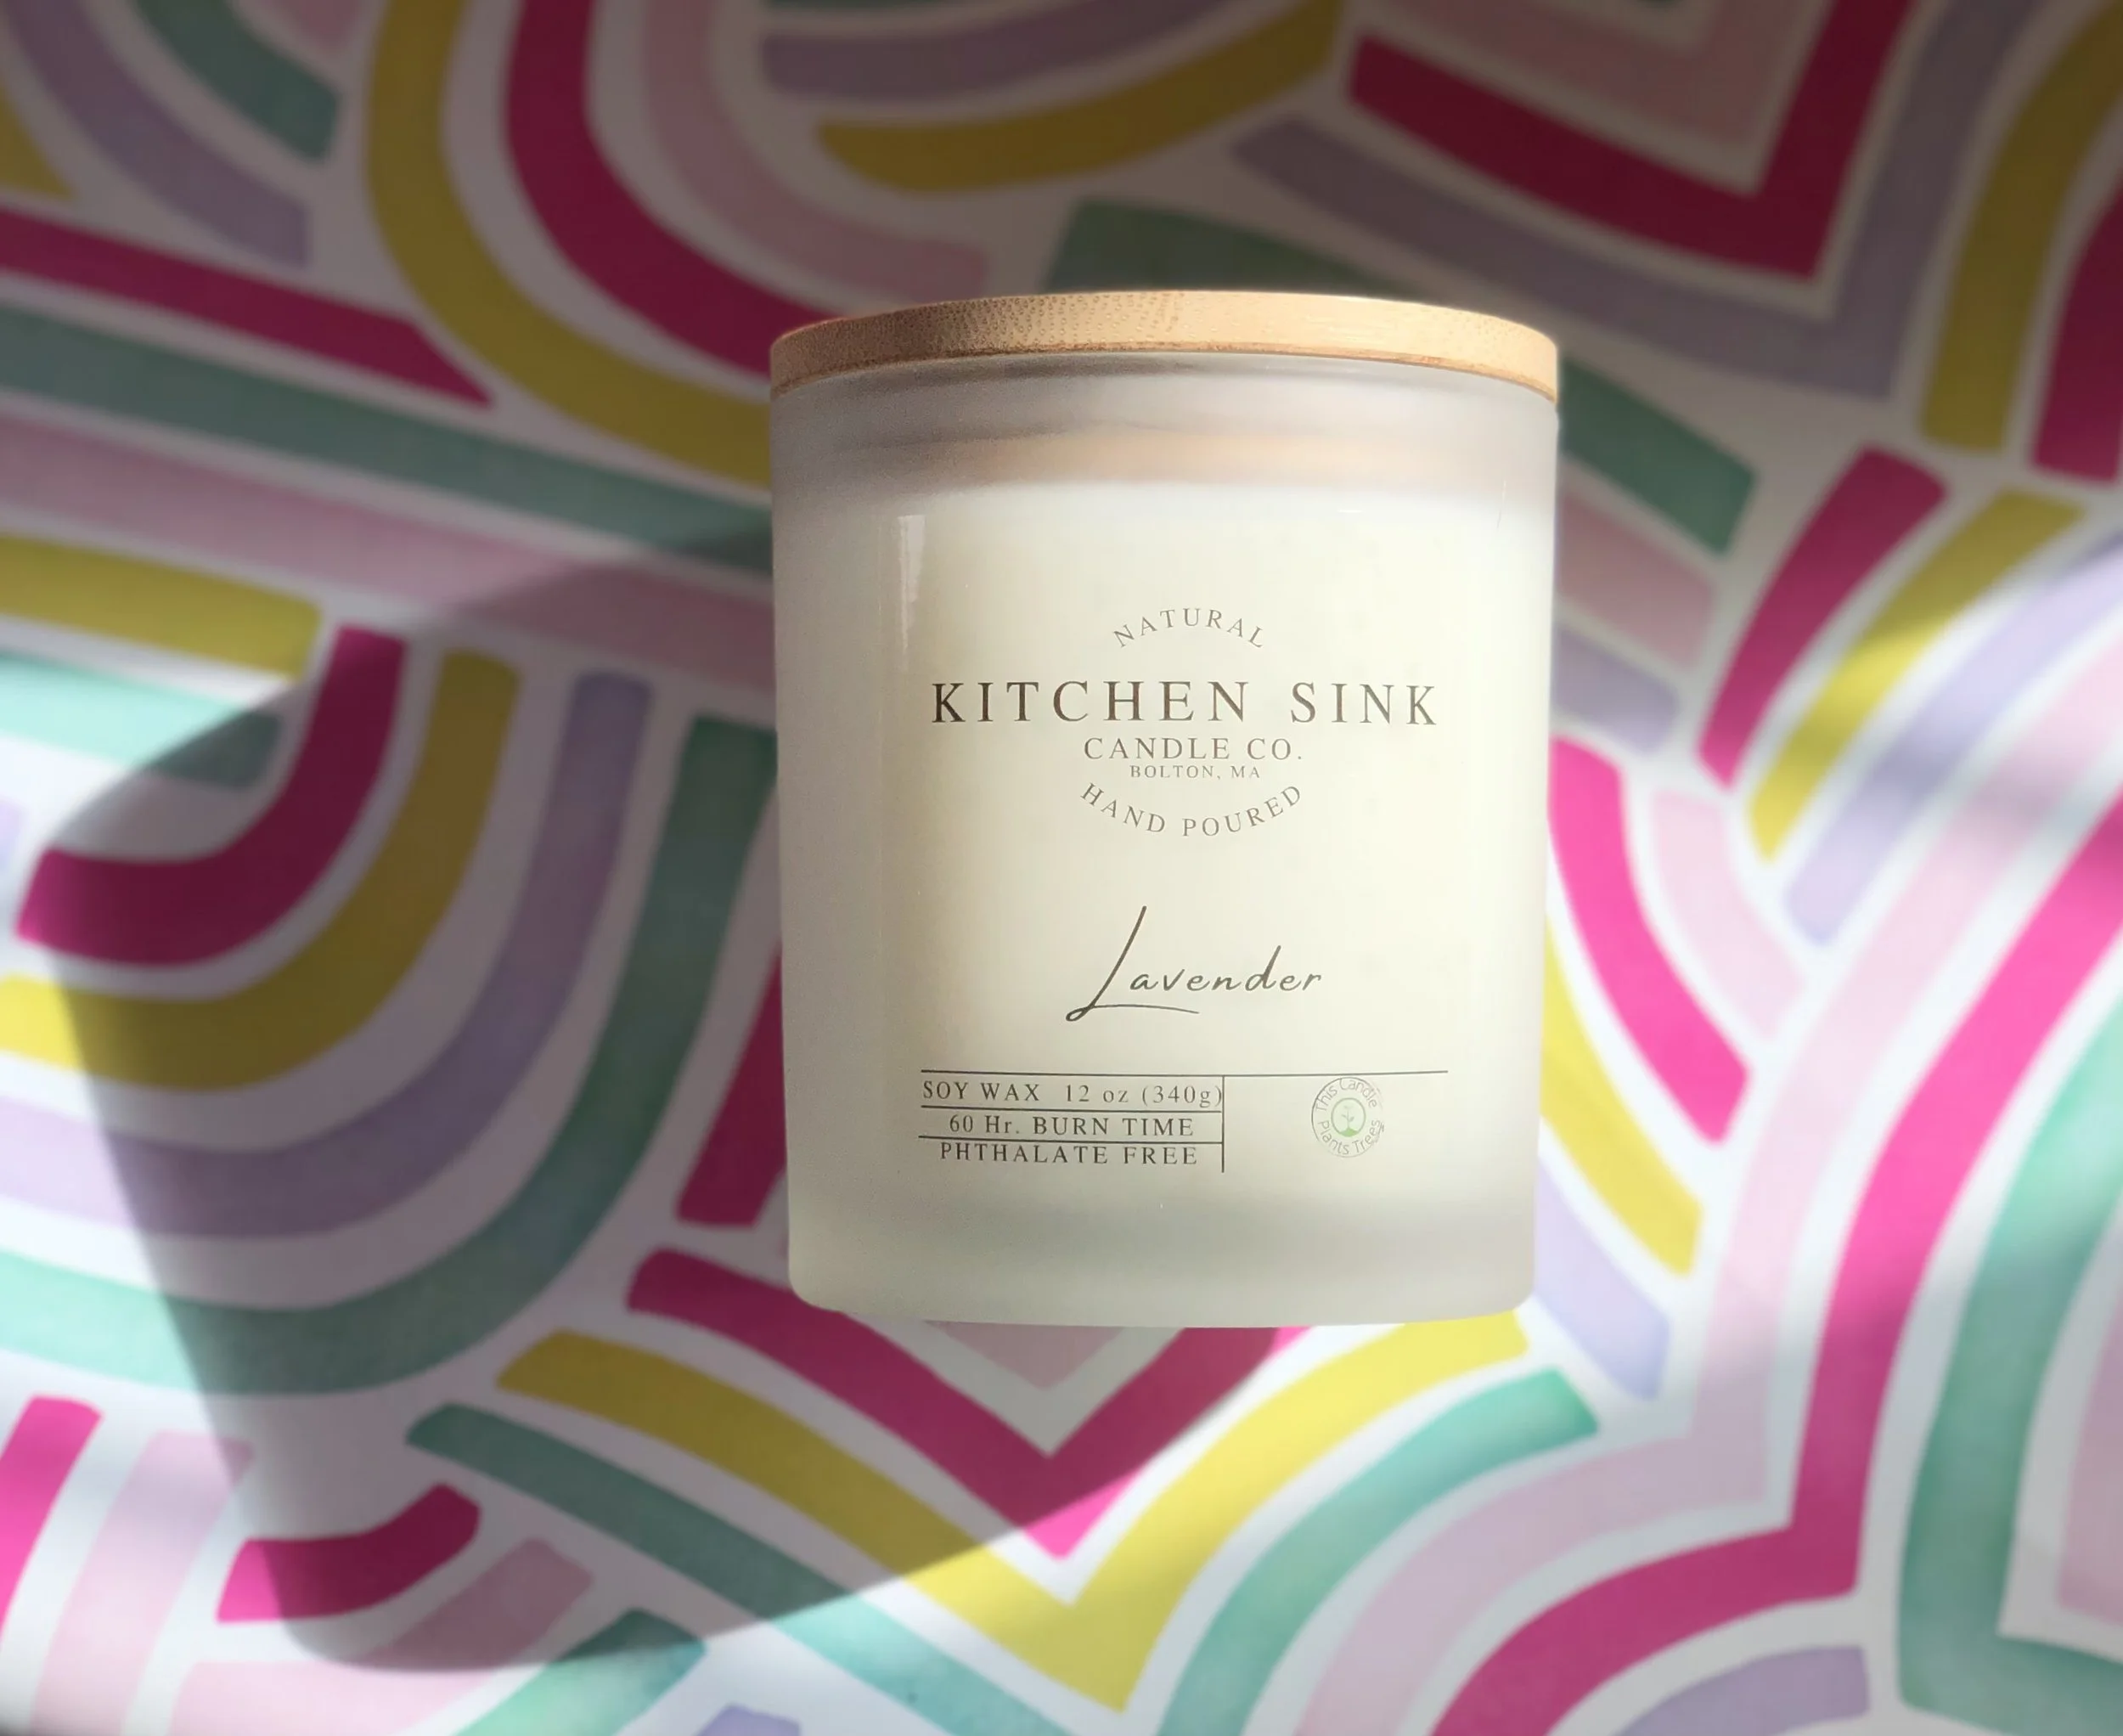 NATURAL
KITCHEN SINK
CANDLE CO.
BOLTON, MA
HAND POURED
Lavender
SOY WAX 12 oz (340g)
60 Hr. BURN TIME
PHTHALATE FREE
This Candle
Plants Trees